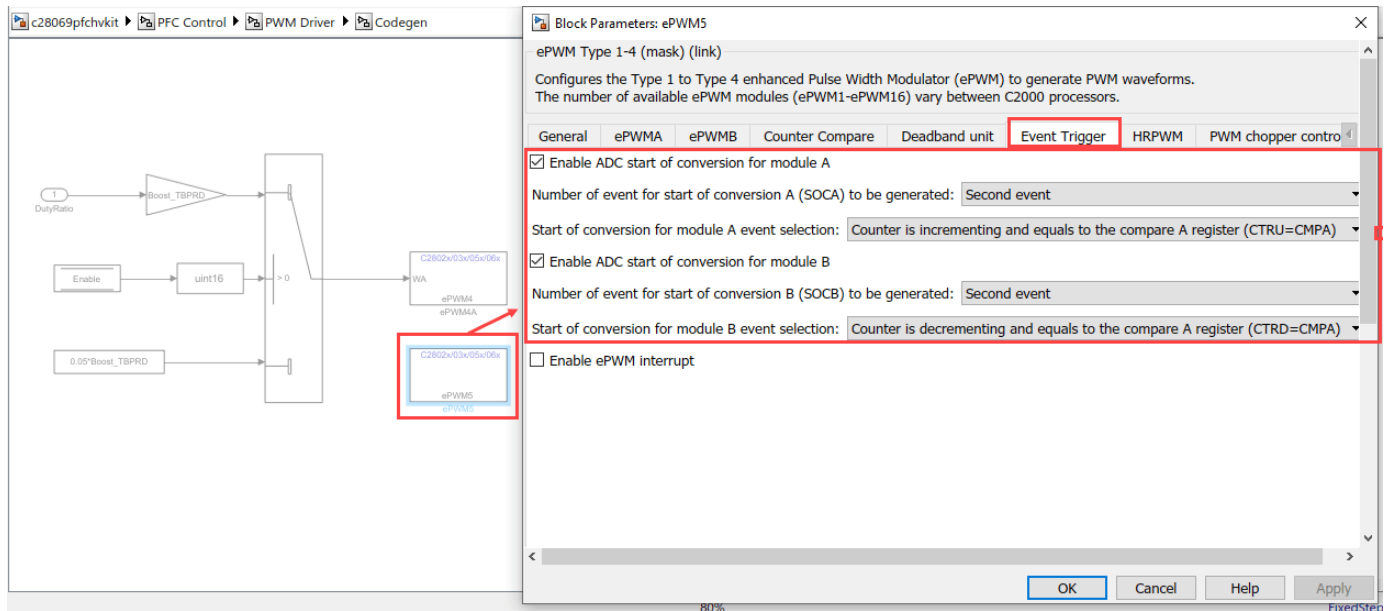 c28069pfchvkit PFC Control PWM Driver Codegen
1
DutyRatio
Boost_TBPRD
Enable
uint16
> 0
0.05*Boost_TBPRD
C2802x/03x/05x/06x
WA
ePWM4
ePWM4A
C2802x/03x/05x/06x
ePWM5
ePWM5
80%
Block Parameters: ePWM5
ePWM Type 1-4 (mask) (link)
Configures the Type 1 to Type 4 enhanced Pulse Width Modulator (ePWM) to generate PWM waveforms.
The number of available ePWM modules (ePWM1-ePWM16) vary between C2000 processors.
General ePWMA ePWMB Counter Compare Deadband unit Event Trigger HRPWM PWM chopper contro
Enable ADC start of conversion for module A
Number of event for start of conversion A (SOCA) to be generated: Second event
Start of conversion for module A event selection: Counter is incrementing and equals to the compare A register (CTRU=CMPA)
Enable ADC start of conversion for module B
Number of event for start of conversion B (SOCB) to be generated: Second event
Start of conversion for module B event selection: Counter is decrementing and equals to the compare A register (CTRD=CMPA)
Enable ePWM interrupt
OK Cancel Help Apply
FixedStep